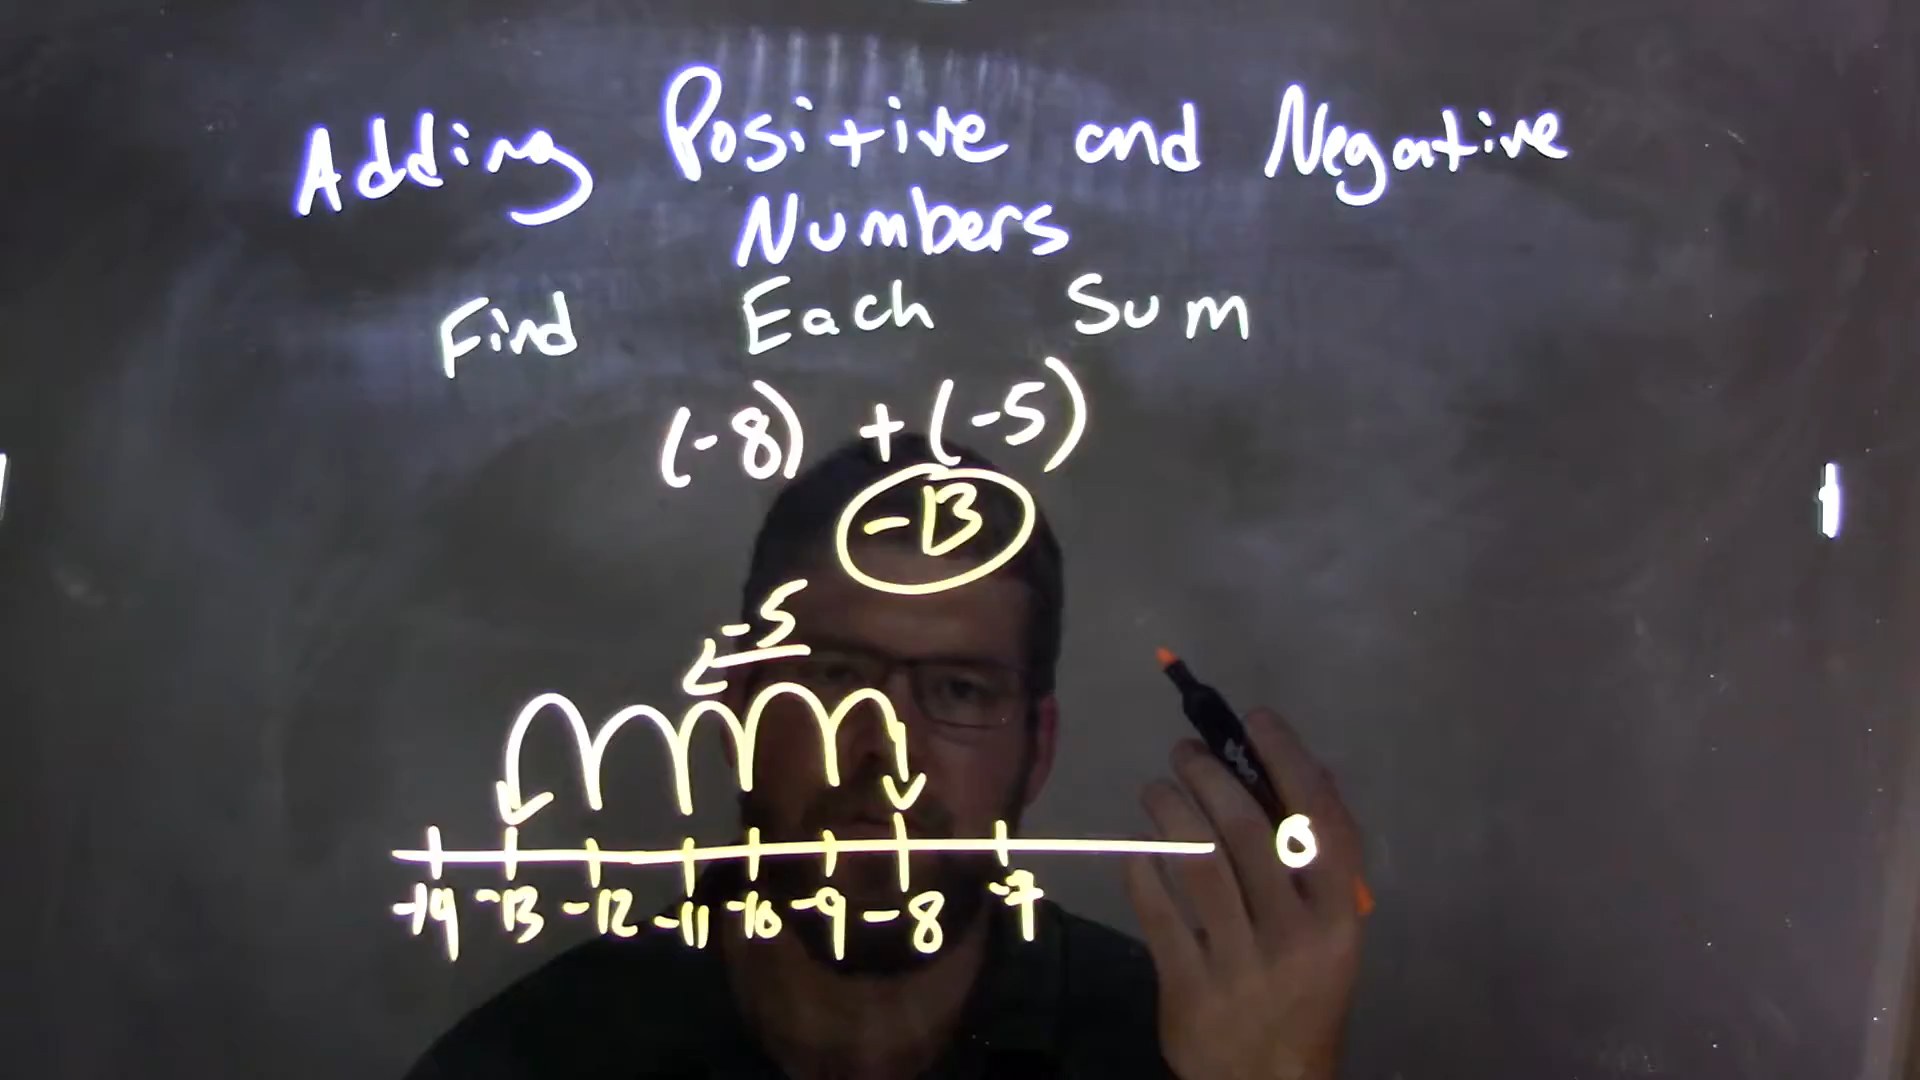 Adding Positive and Negative
Numbers
Find Each Sum
(-8) + (-5)
-13
-5
-14 -13 -12 -11 -10 -9 -8 -7 0